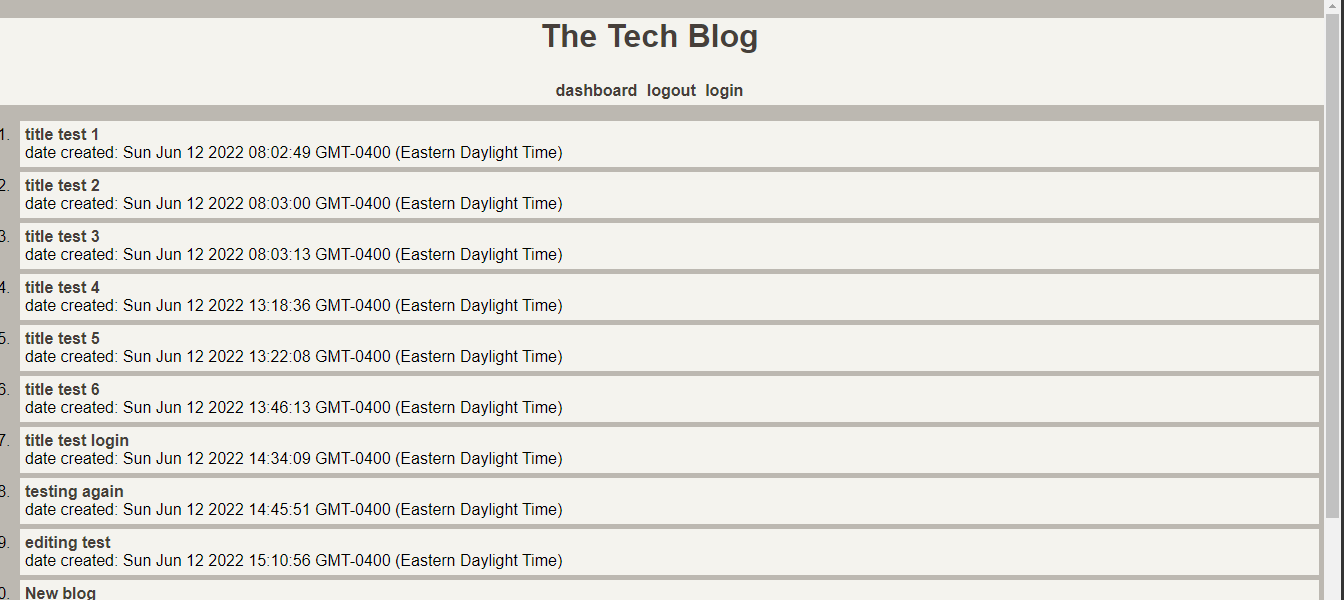 The Tech Blog
dashboard logout login
1. title test 1
date created: Sun Jun 12 2022 08:02:49 GMT-0400 (Eastern Daylight Time)
2. title test 2
date created: Sun Jun 12 2022 08:03:00 GMT-0400 (Eastern Daylight Time)
3. title test 3
date created: Sun Jun 12 2022 08:03:13 GMT-0400 (Eastern Daylight Time)
4. title test 4
date created: Sun Jun 12 2022 13:18:36 GMT-0400 (Eastern Daylight Time)
5. title test 5
date created: Sun Jun 12 2022 13:22:08 GMT-0400 (Eastern Daylight Time)
6. title test 6
date created: Sun Jun 12 2022 13:46:13 GMT-0400 (Eastern Daylight Time)
7. title test login
date created: Sun Jun 12 2022 14:34:09 GMT-0400 (Eastern Daylight Time)
8. testing again
date created: Sun Jun 12 2022 14:45:51 GMT-0400 (Eastern Daylight Time)
9. editing test
date created: Sun Jun 12 2022 15:10:56 GMT-0400 (Eastern Daylight Time)
0. New blog